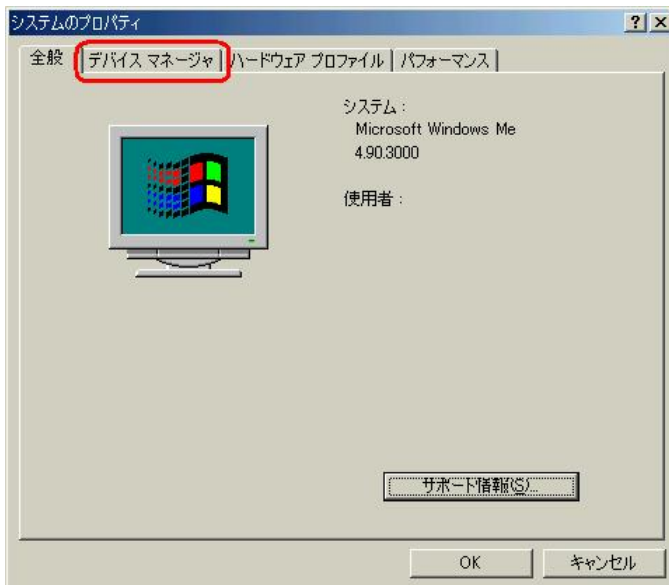 システムのプロパティ
? ×
全般 デバイス マネージャ ハードウェア プロファイル パフォーマンス
システム :
Microsoft Windows Me
4.90.3000
使用者 :
サポート情報(S)...
OK キャンセル